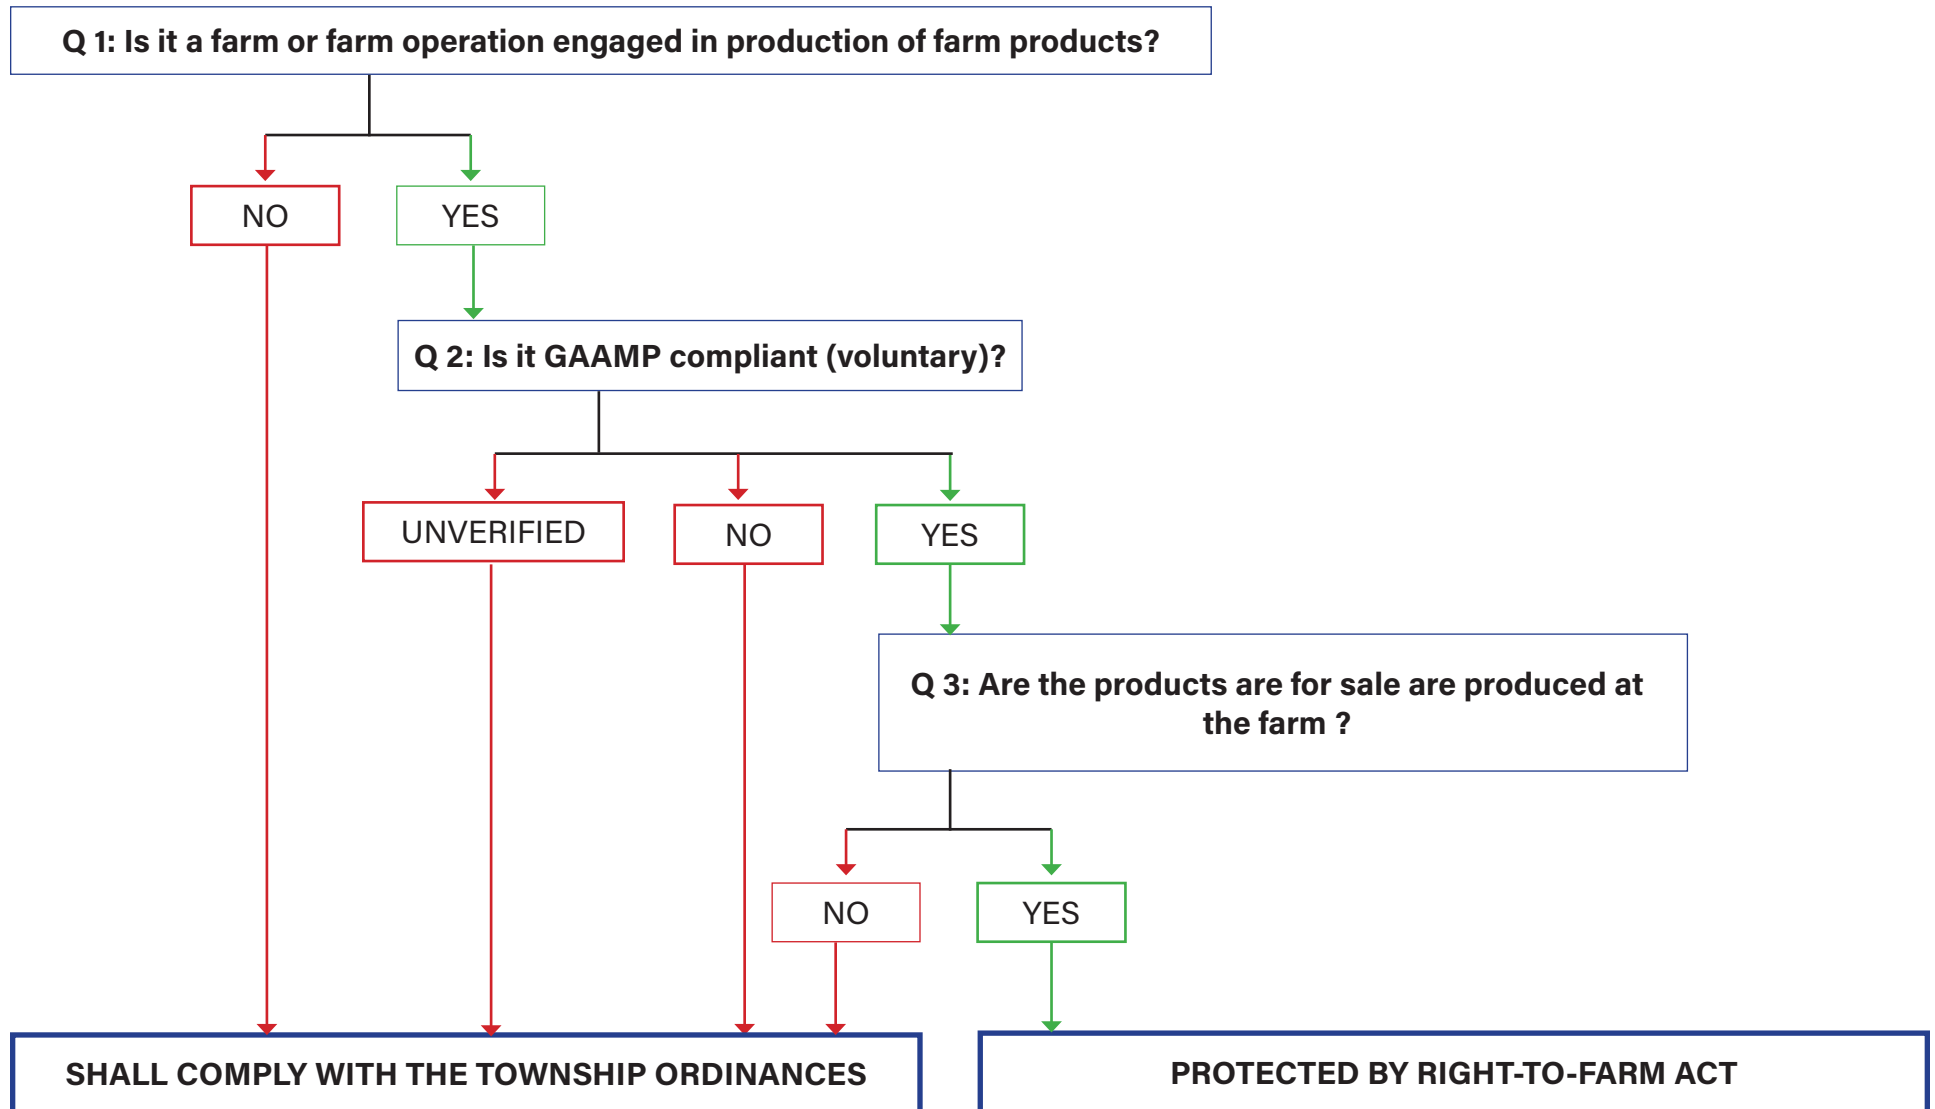 Q 1: Is it a farm or farm operation engaged in production of farm products?
NO
YES
Q 2: Is it GAAMP compliant (voluntary)?
UNVERIFIED
NO
YES
Q 3: Are the products are for sale are produced at
the farm ?
NO
YES
SHALL COMPLY WITH THE TOWNSHIP ORDINANCES
PROTECTED BY RIGHT-TO-FARM ACT